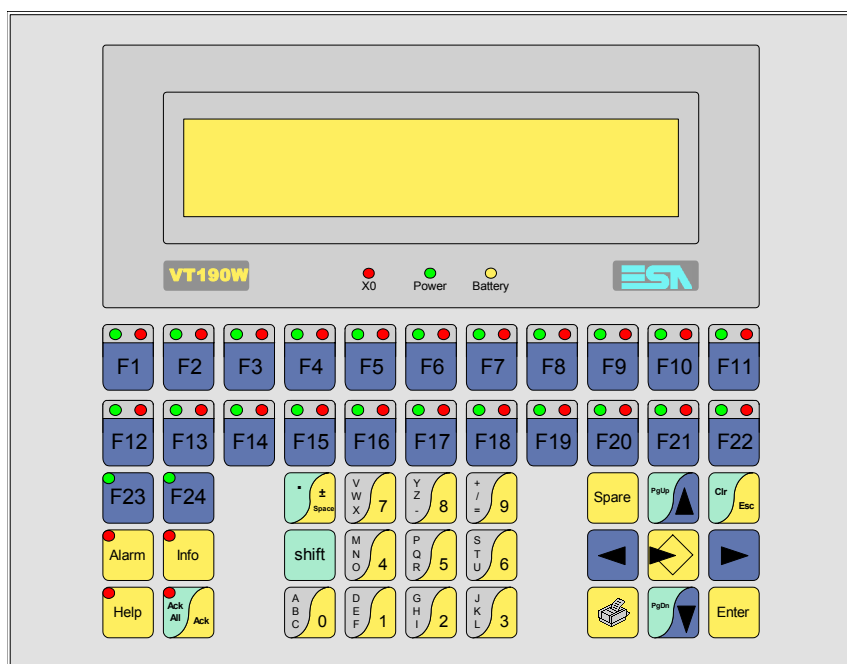 VT190W
ESA
X0 Power Battery
F1 F2 F3 F4 F5 F6 F7 F8 F9 F10 F11
F12 F13 F14 F15 F16 F17 F18 F19 F20 F21 F22
F23 F24 . ± Space V W X 7 Y Z - 8 + / = 9 Spare PgUp Clr Esc
Alarm Info shift M N O 4 P Q R 5 S T U 6
Help Ack All Ack A B C 0 D E F 1 G H I 2 J K L 3 PgDn Enter